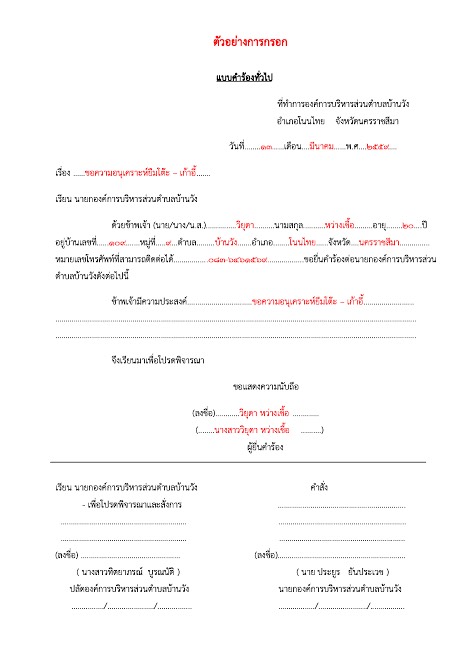 ตัวอย่างการกรอก
แบบคำร้องทั่วไป
ที่ทำการองค์การบริหารส่วนตำบลบ้านวัง
อำเภอโนนไทย จังหวัดนครราชสีมา
วันที่........๑๓......เดือน....มีนาคม......พ.ศ....๒๕๕๙....
เรื่อง ......ขอความอนุเคราะห์ยืมโต๊ะ – เก้าอี้.......
เรียน นายกองค์การบริหารส่วนตำบลบ้านวัง
ด้วยข้าพเจ้า (นาย/นาง/น.ส.)...............วิยุดา..........นามสกุล...........หว่างเชื้อ.........อายุ........๒๐....ปี
อยู่บ้านเลขที่......๑๐๙.......หมู่ที่.....๙...ตำบล.........บ้านวัง.......อำเภอ.......โนนไทย......จังหวัด....นครราชสีมา...............
หมายเลขโทรศัพท์ที่สามารถติดต่อได้.................๐๘๓-๖๔๖๑๕๐๙..................ขอยื่นคำร้องต่อนายกองค์การบริหารส่วน
ตำบลบ้านวังดังต่อไปนี้
ข้าพเจ้ามีความประสงค์................................ขอความอนุเคราะห์ยืมโต๊ะ – เก้าอี้.........................
จึงเรียนมาเพื่อโปรดพิจารณา
ขอแสดงความนับถือ
(ลงชื่อ)............วิยุดา หว่างเชื้อ .............
(........นางสาววิยุดา หว่างเชื้อ ..........)
ผู้ยื่นคำร้อง
เรียน นายกองค์การบริหารส่วนตำบลบ้านวัง
- เพื่อโปรดพิจารณาและสั่งการ
(ลงชื่อ) ..................................................
( นางสาวทิตยาภรณ์ บูรณนัติ )
ปลัดองค์การบริหารส่วนตำบลบ้านวัง
................/......................./.................
คำสั่ง
(ลงชื่อ)................................................................
( นาย ประยูร ยันประเวช )
นายกองค์การบริหารส่วนตำบลบ้านวัง
................../......................../.................